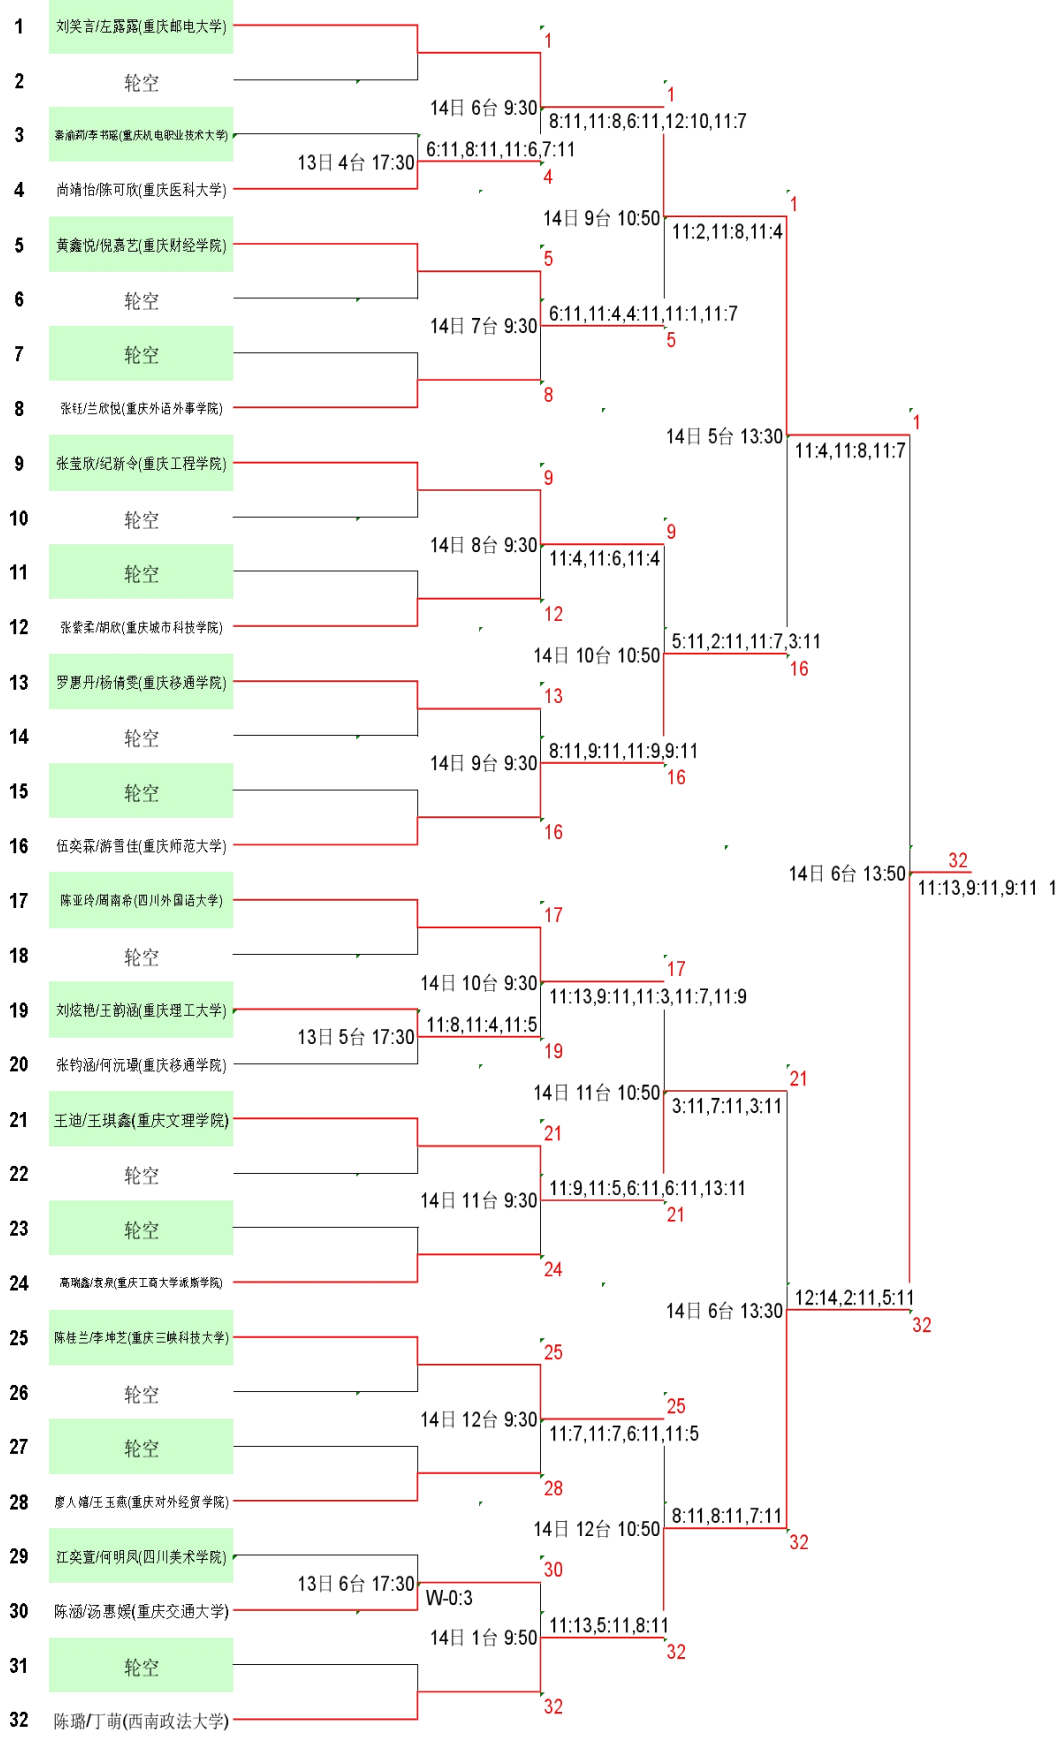 1 刘笑言/左露露(重庆邮电大学)
1
2 轮空
1
14日 6台 9:30
8:11,11:8,6:11,12:10,11:7
3 秦渝莉/李书瑶(重庆机电职业技术大学)
6:11,8:11,11:6,7:11
13日 4台 17:30
4
4 尚靖怡/陈可欣(重庆医科大学)
1
14日 9台 10:50
11:2,11:8,11:4
5 黄鑫悦/倪嘉艺(重庆财经学院)
5
6 轮空
6:11,11:4,4:11,11:1,11:7
14日 7台 9:30
5
7 轮空
8
8 张钰/兰欣悦(重庆外语外事学院)
1
14日 5台 13:30
11:4,11:8,11:7
9 张莹欣/纪新令(重庆工程学院)
9
10 轮空
9
14日 8台 9:30
11:4,11:6,11:4
11 轮空
12
12 张紫柔/胡欣(重庆城市科技学院)
5:11,2:11,11:7,3:11
14日 10台 10:50
16
13 罗惠丹/杨倩雯(重庆移通学院)
13
14 轮空
8:11,9:11,11:9,9:11
14日 9台 9:30
16
15 轮空
16
16 伍奕霖/游雪佳(重庆师范大学)
32
14日 6台 13:50
11:13,9:11,9:11 1
17 陈亚玲/周南希(四川外国语大学)
17
18 轮空
17
14日 10台 9:30
11:13,9:11,11:3,11:7,11:9
19 刘炫艳/王韵涵(重庆理工大学)
11:8,11:4,11:5
13日 5台 17:30
19
20 张钧涵/何沅璟(重庆移通学院)
21
14日 11台 10:50
3:11,7:11,3:11
21 王迪/王琪鑫(重庆文理学院)
21
22 轮空
11:9,11:5,6:11,6:11,13:11
14日 11台 9:30
21
23 轮空
24
24 高瑞鑫/袁泉(重庆工商大学派斯学院)
12:14,2:11,5:11
14日 6台 13:30
32
25 陈桂兰/李坤芝(重庆三峡科技大学)
25
26 轮空
25
14日 12台 9:30
11:7,11:7,6:11,11:5
27 轮空
28
28 廖人嬉/王玉燕(重庆对外经贸学院)
8:11,8:11,7:11
14日 12台 10:50
32
29 江奕萱/何明凤(四川美术学院)
30
13日 6台 17:30
W-0:3
30 陈涵/汤惠媛(重庆交通大学)
11:13,5:11,8:11
14日 1台 9:50
32
31 轮空
32
32 陈璐/丁萌(西南政法大学)